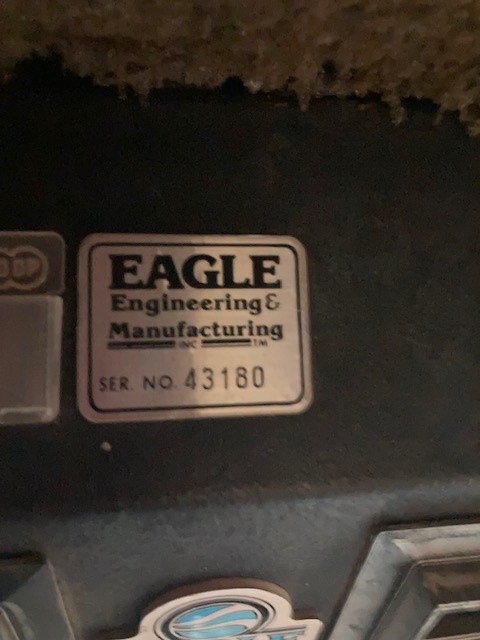 EAGLE
Engineering &
Manufacturing
INC TM
SER. NO. 43180